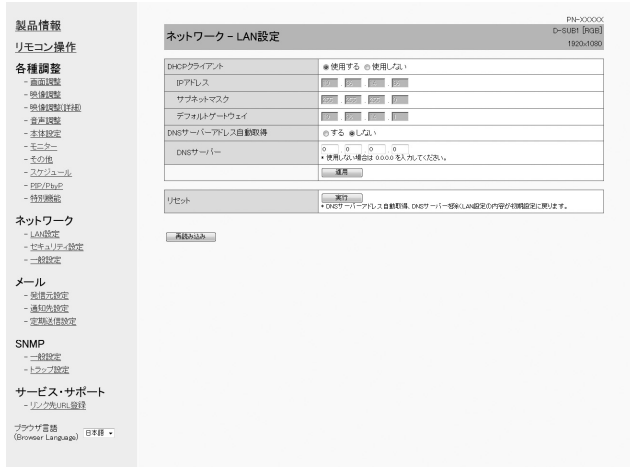 製品情報
リモコン操作
各種調整
- 画面調整
- 映像調整
- 映像調整(詳細)
- 音声調整
- 本体設定
- モニター
- その他
- スケジュール
- PIP/PbyP
- 特別機能
ネットワーク
- LAN設定
- セキュリティ設定
- 一般設定
メール
- 発信元設定
- 通知先設定
- 定期送信設定
SNMP
- 一般設定
- トラップ設定
サービス・サポート
- リンク先URL登録
ブラウザ言語
(Browser Language) 日本語
PN-XXXXX
ネットワーク - LAN設定
D-SUB1 [RGB]
1920x1080
DHCPクライアント 使用する 使用しない
IPアドレス
サブネットマスク
デフォルトゲートウェイ
DNSサーバーアドレス自動取得 する しない
DNSサーバー 0 . 0 . 0 . 0
* 使用しない場合は 0.0.0.0 を入力してください。
適用
リセット 実行
* DNSサーバーアドレス自動取得、DNSサーバーを除くLAN設定の内容が初期設定に戻ります。
再読み込み